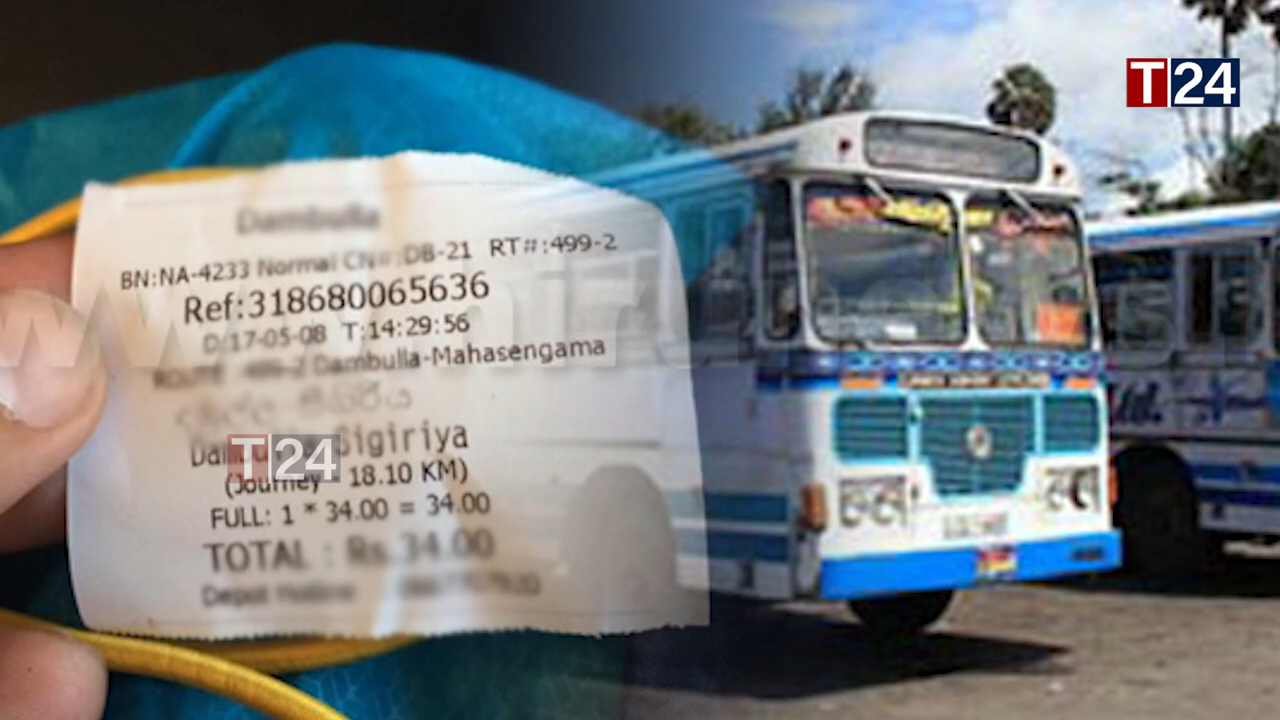 T24
Dambulla
BN:NA-4233 Normal CN#:DB-21 RT#:499-2
Ref:318680065636
D:17-05-08 T:14:29:56
ROUTE 499-2 Dambulla-Mahasengama
Sigiriya
T24
(Journey 18.10 KM)
FULL: 1 * 34.00 = 34.00
TOTAL : Rs 34.00
Depot Hotline